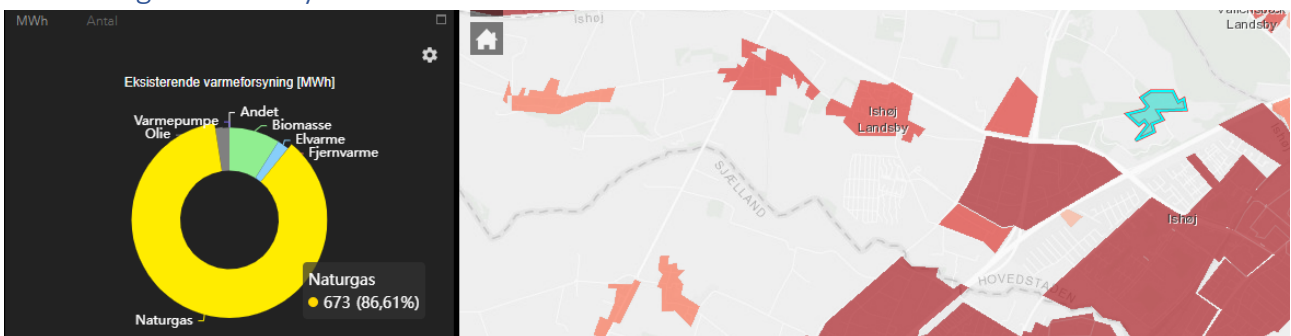 MWh Antal
Eksisterende varmeforsyning [MWh]
Andet
Varmepumpe
Biomasse
Olie
Elvarme
Fjernvarme
Naturgas
673 (86,61%)
Naturgas
Ishøj
Landsby
Ishøj
Landsby
SJÆLLAND
Ishøj
Ishøj
HOVEDSTADEN